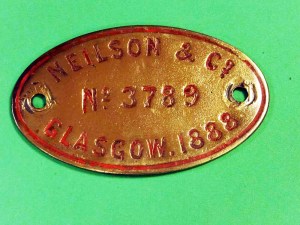 NEILSON & Cº
Nº 3789
GLASGOW. 1888